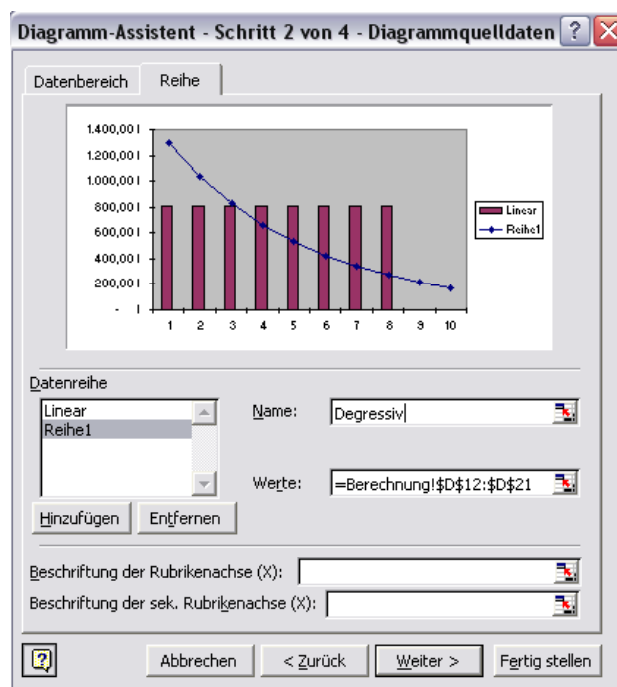 Diagramm-Assistent - Schritt 2 von 4 - Diagrammquelldaten
Datenbereich Reihe
1.400,00 I
1.200,00 I
1.000,00 I
800,00 I
600,00 I
400,00 I
200,00 I
- I
1 2 3 4 5 6 7 8 9 10
Linear
Reihe1
Datenreihe
Linear
Reihe1
Name: Degressiv
Werte: =Berechnung!$D$12:$D$21
Hinzufügen Entfernen
Beschriftung der Rubrikenachse (X):
Beschriftung der sek. Rubrikenachse (X):
? Abbrechen < Zurück Weiter > Fertig stellen